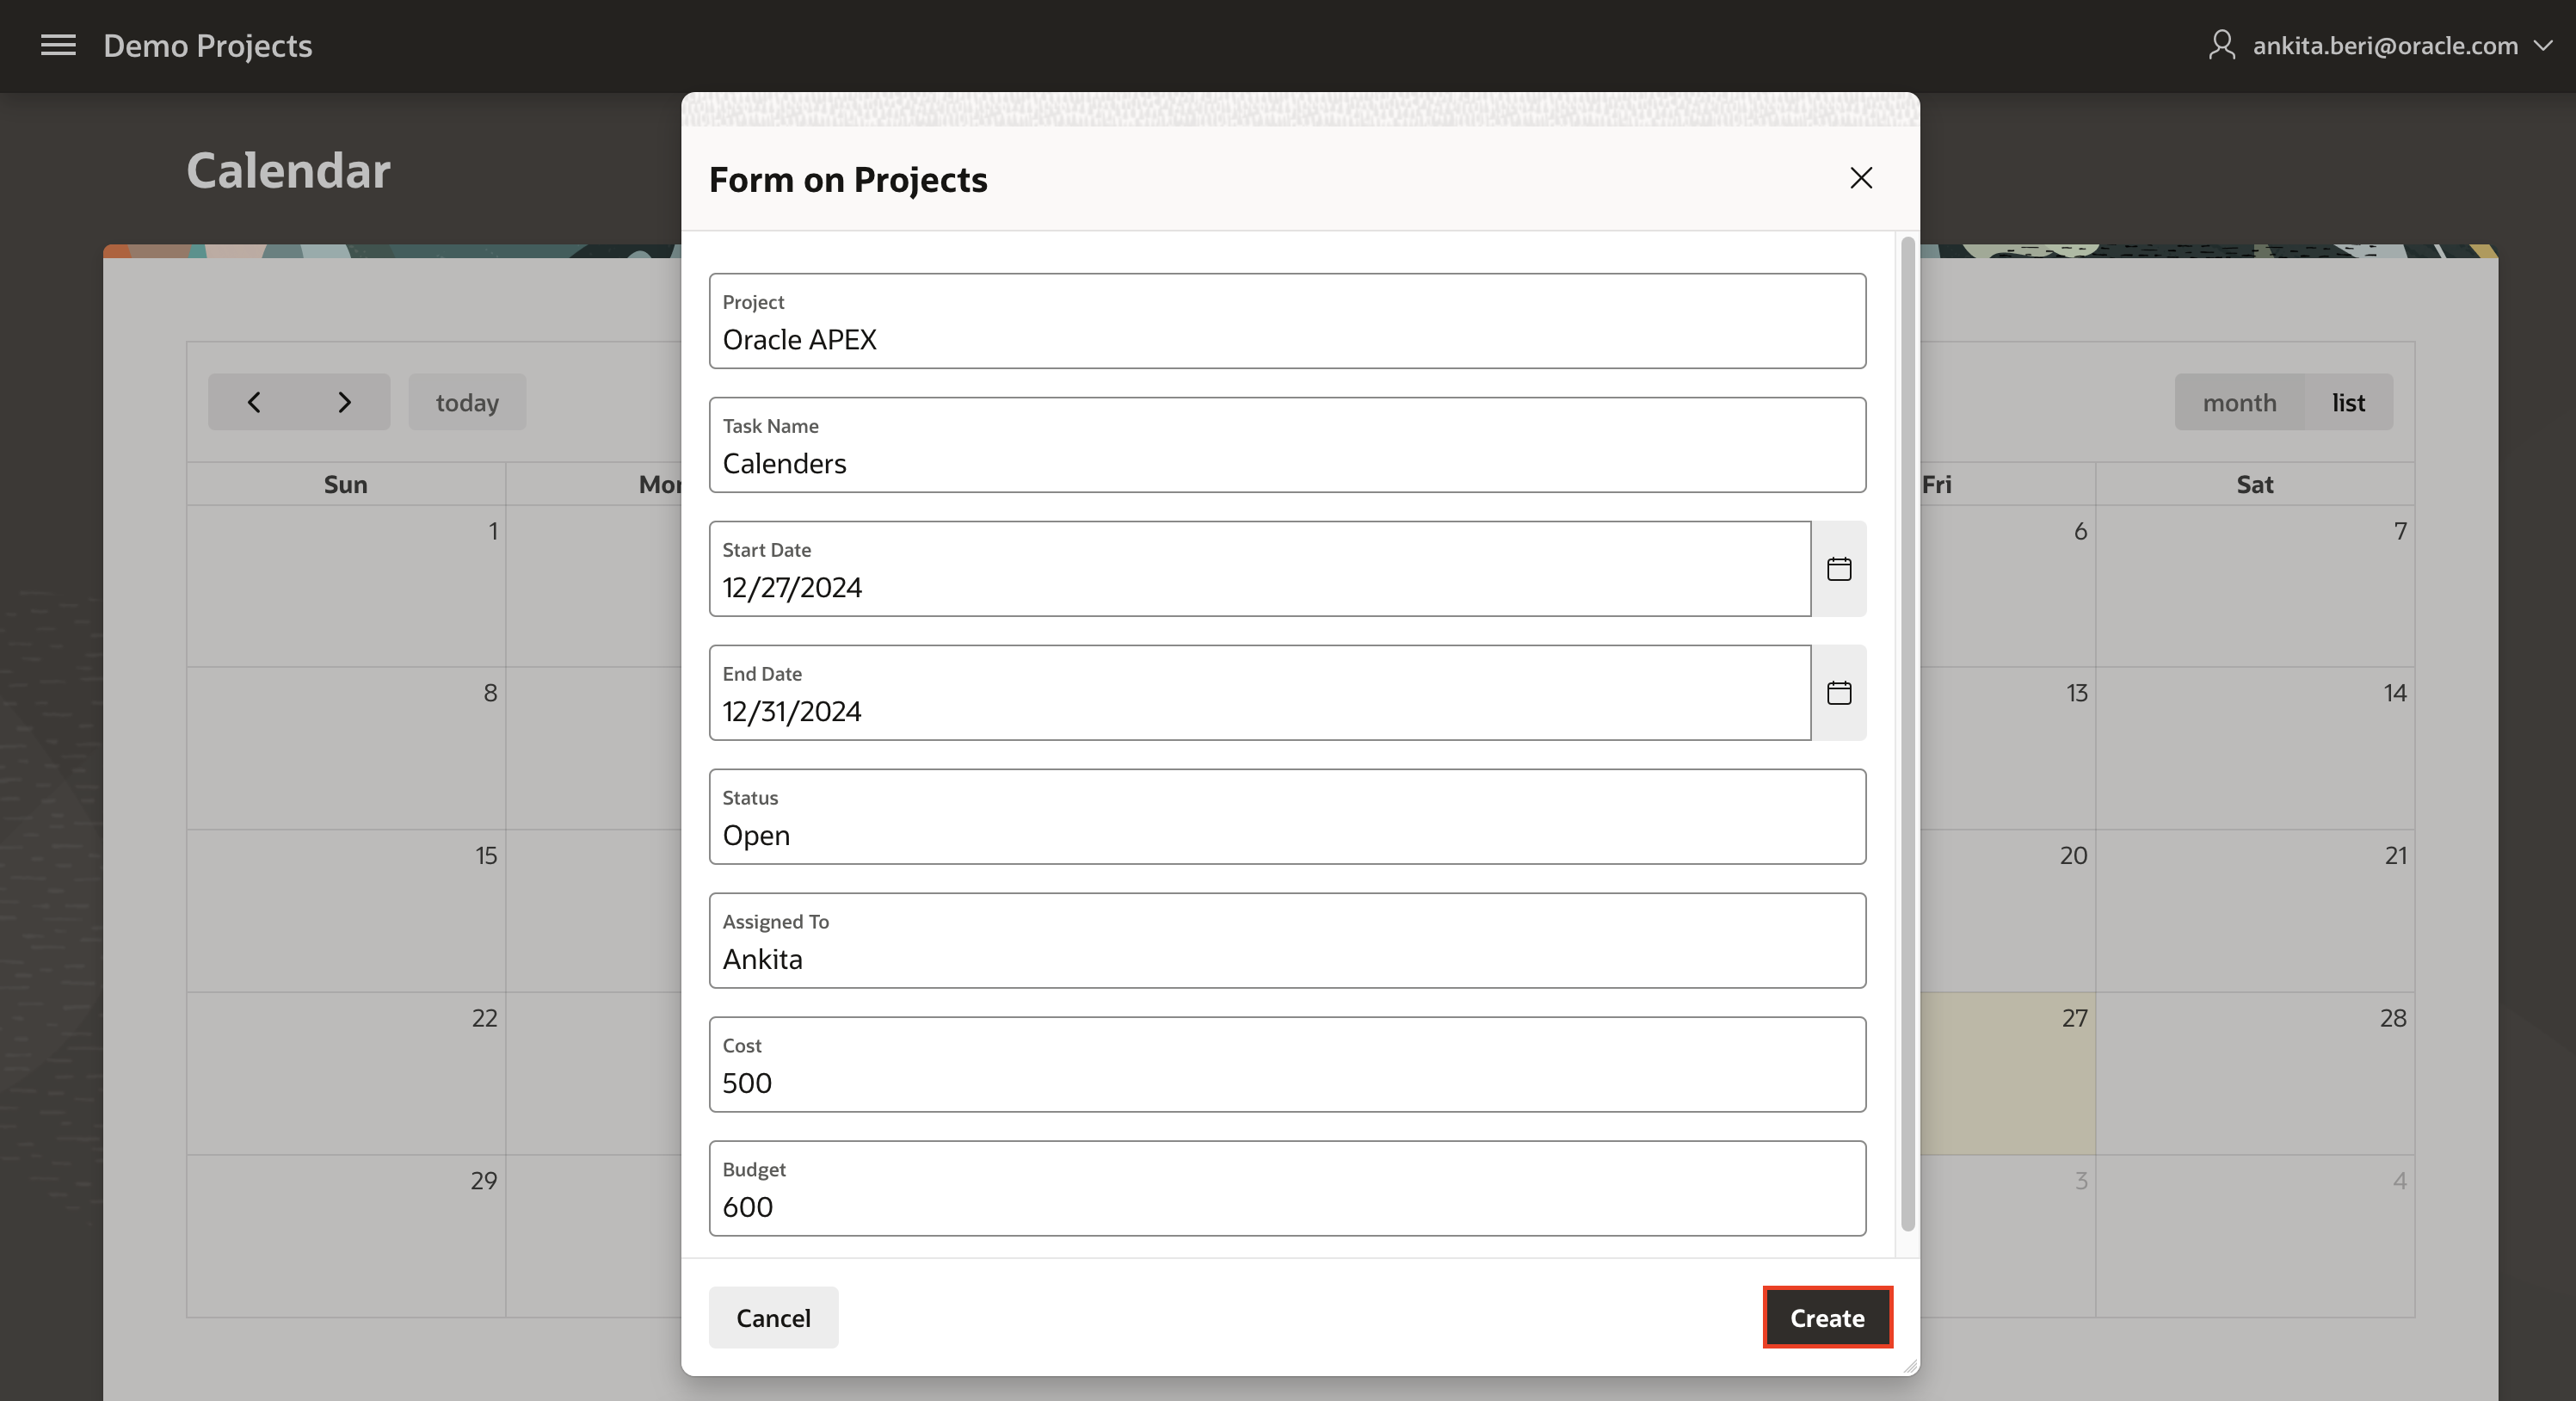 Demo Projects
ankita.beri@oracle.com
Calendar
Form on Projects
Project
Oracle APEX
Task Name
Calenders
Start Date
12/27/2024
End Date
12/31/2024
Status
Open
Assigned To
Ankita
Cost
500
Budget
600
Cancel
Create
today
month
list
Sun
Mon
Fri
Sat
1
6
7
8
13
14
15
20
21
22
27
28
29
3
4